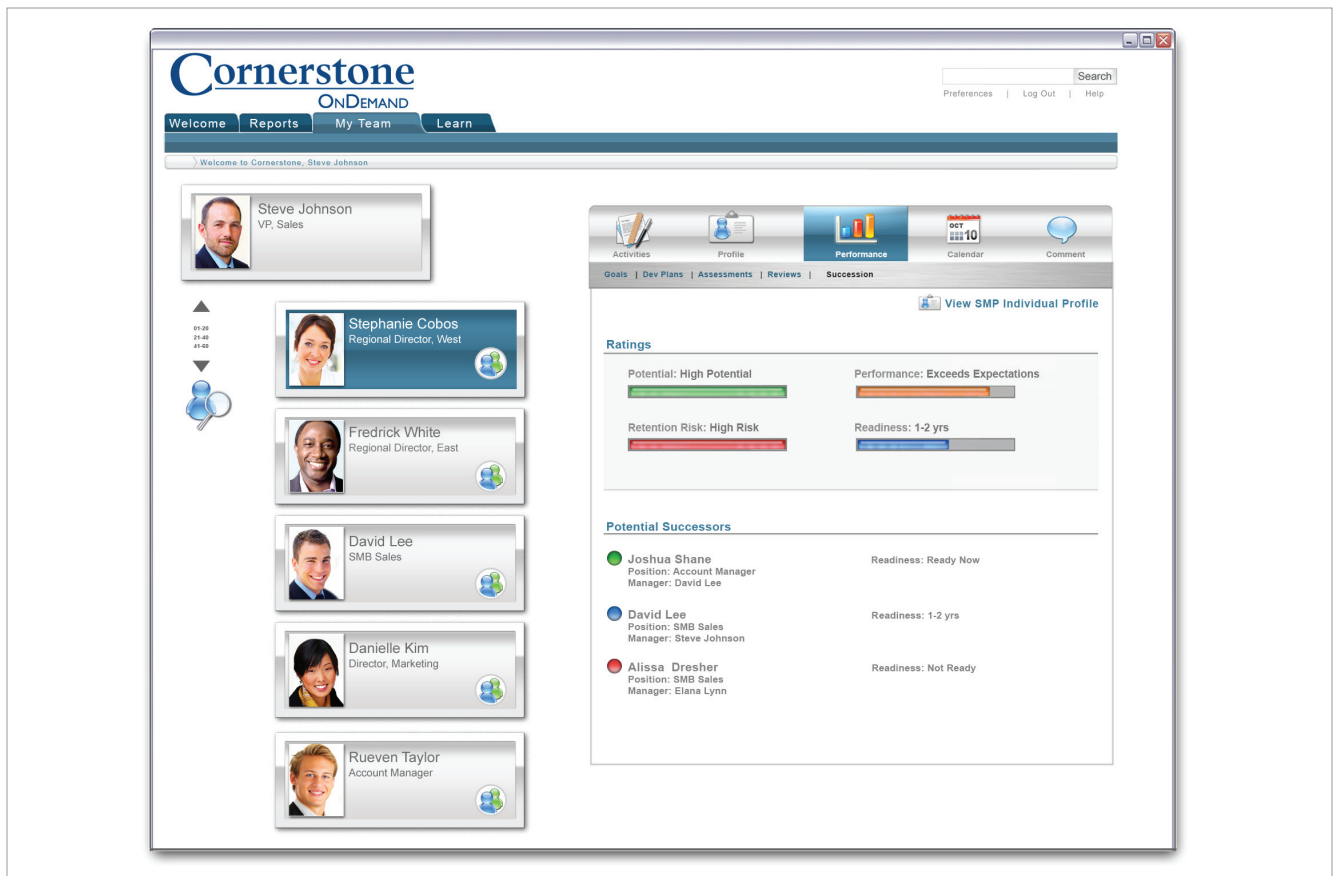 Cornerstone
OnDemand
Search
Preferences | Log Out | Help
Welcome
Reports
My Team
Learn
Welcome to Cornerstone, Steve Johnson
Steve Johnson
VP, Sales
01-20
21-40
41-60
Stephanie Cobos
Regional Director, West
Fredrick White
Regional Director, East
David Lee
SMB Sales
Danielle Kim
Director, Marketing
Rueven Taylor
Account Manager
Activities
Profile
Performance
OCT
10
Calendar
Comment
Goals | Dev Plans | Assessments | Reviews | Succession
View SMP Individual Profile
Ratings
Potential: High Potential
Performance: Exceeds Expectations
Retention Risk: High Risk
Readiness: 1-2 yrs
Potential Successors
Joshua Shane
Position: Account Manager
Manager: David Lee
Readiness: Ready Now
David Lee
Position: SMB Sales
Manager: Steve Johnson
Readiness: 1-2 yrs
Alissa Dresher
Position: SMB Sales
Manager: Elana Lynn
Readiness: Not Ready